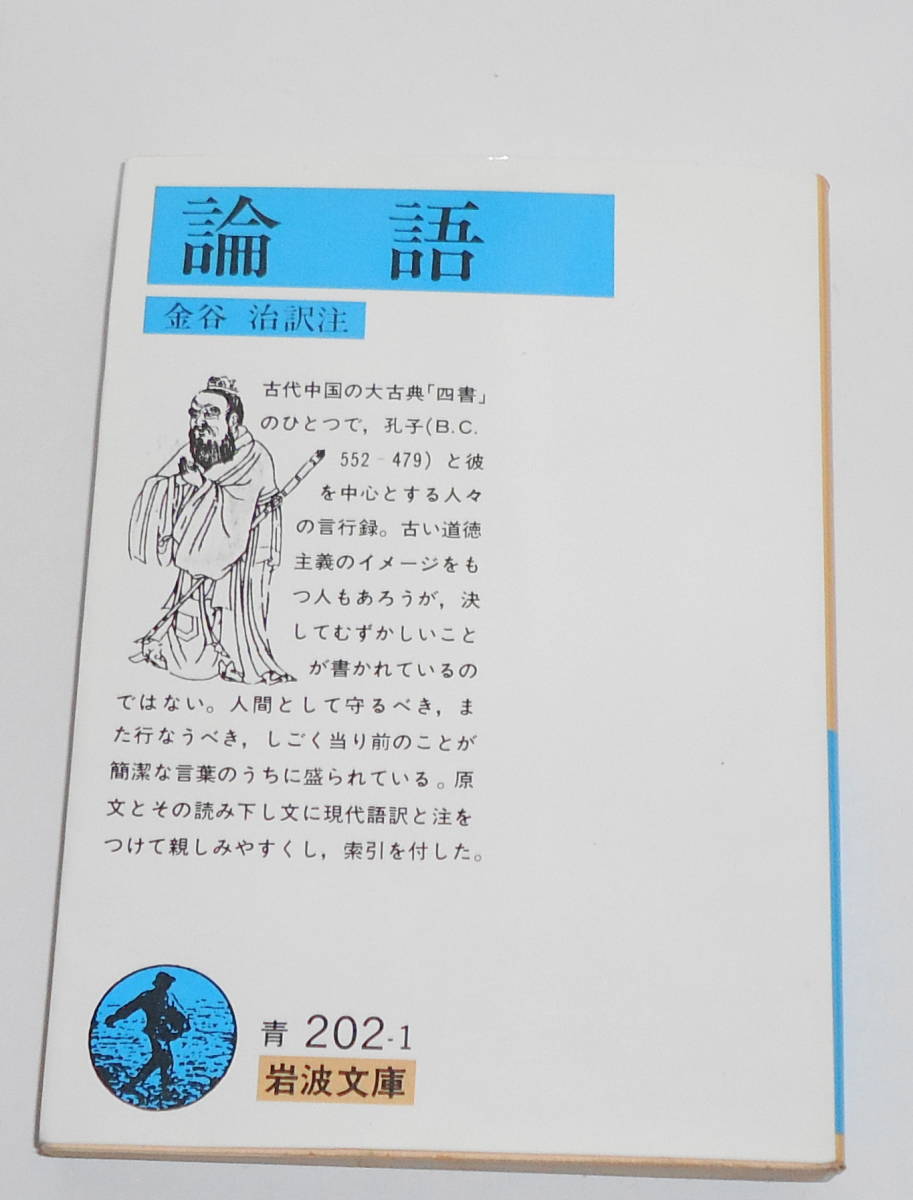 論 語
金谷 治訳注
古代中国の大古典「四書」
のひとつで，孔子(B.C.
552‐479) と彼
を中心とする人々
の言行録。古い道徳
主義のイメージをも
つ人もあろうが，決
してむずかしいこと
が書かれているの
ではない。人間として守るべき，ま
た行なうべき，しごく当り前のことが
簡潔な言葉のうちに盛られている。原
文とその読み下し文に現代語訳と注を
つけて親しみやすくし，索引を付した。
青 202-1
岩波文庫